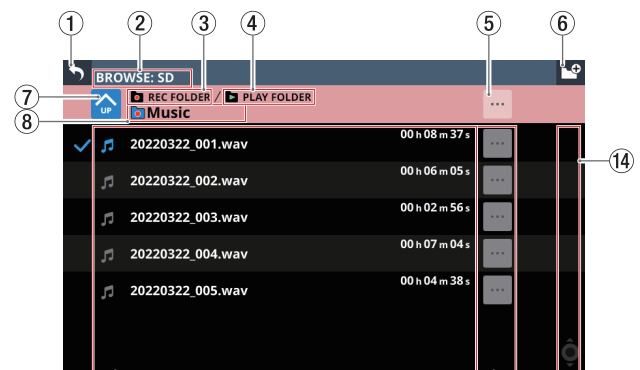 ① ② ③ ④ ⑤ ⑥
BROWSE: SD
⑦ UP REC FOLDER / PLAY FOLDER ...
⑧ Music
20220322_001.wav 00 h 08 m 37 s ...
⑭
20220322_002.wav 00 h 06 m 05 s ...
20220322_003.wav 00 h 02 m 56 s ...
20220322_004.wav 00 h 07 m 04 s ...
20220322_005.wav 00 h 04 m 38 s ...